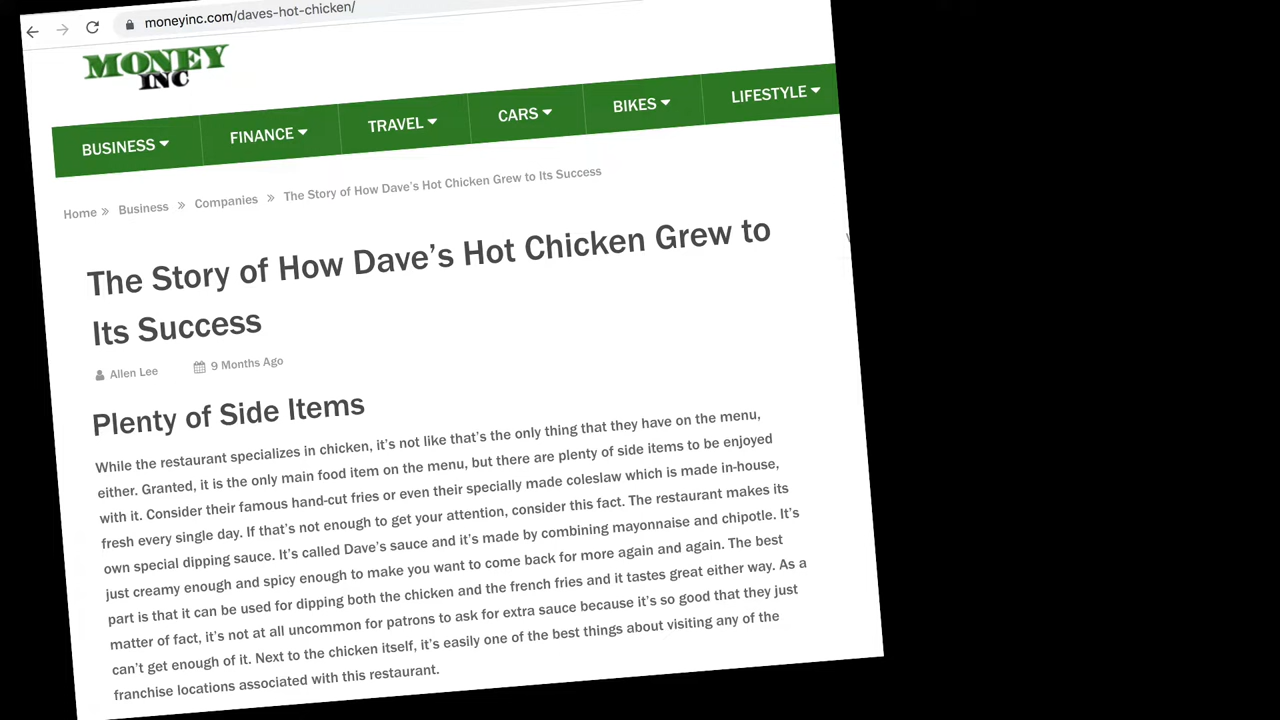 moneyinc.com/daves-hot-chicken/
MONEY
INC
BUSINESS FINANCE TRAVEL CARS BIKES LIFESTYLE
Home » Business » Companies » The Story of How Dave's Hot Chicken Grew to Its Success
The Story of How Dave's Hot Chicken Grew to
Its Success
Allen Lee 9 Months Ago
Plenty of Side Items
While the restaurant specializes in chicken, it's not like that's the only thing that they have on the menu,
either. Granted, it is the only main food item on the menu, but there are plenty of side items to be enjoyed
with it. Consider their famous hand-cut fries or even their specially made coleslaw which is made in-house,
fresh every single day. If that's not enough to get your attention, consider this fact. The restaurant makes its
own special dipping sauce. It's called Dave's sauce and it's made by combining mayonnaise and chipotle. It's
just creamy enough and spicy enough to make you want to come back for more again and again. The best
part is that it can be used for dipping both the chicken and the french fries and it tastes great either way. As a
matter of fact, it's not at all uncommon for patrons to ask for extra sauce because it's so good that they just
can't get enough of it. Next to the chicken itself, it's easily one of the best things about visiting any of the
franchise locations associated with this restaurant.